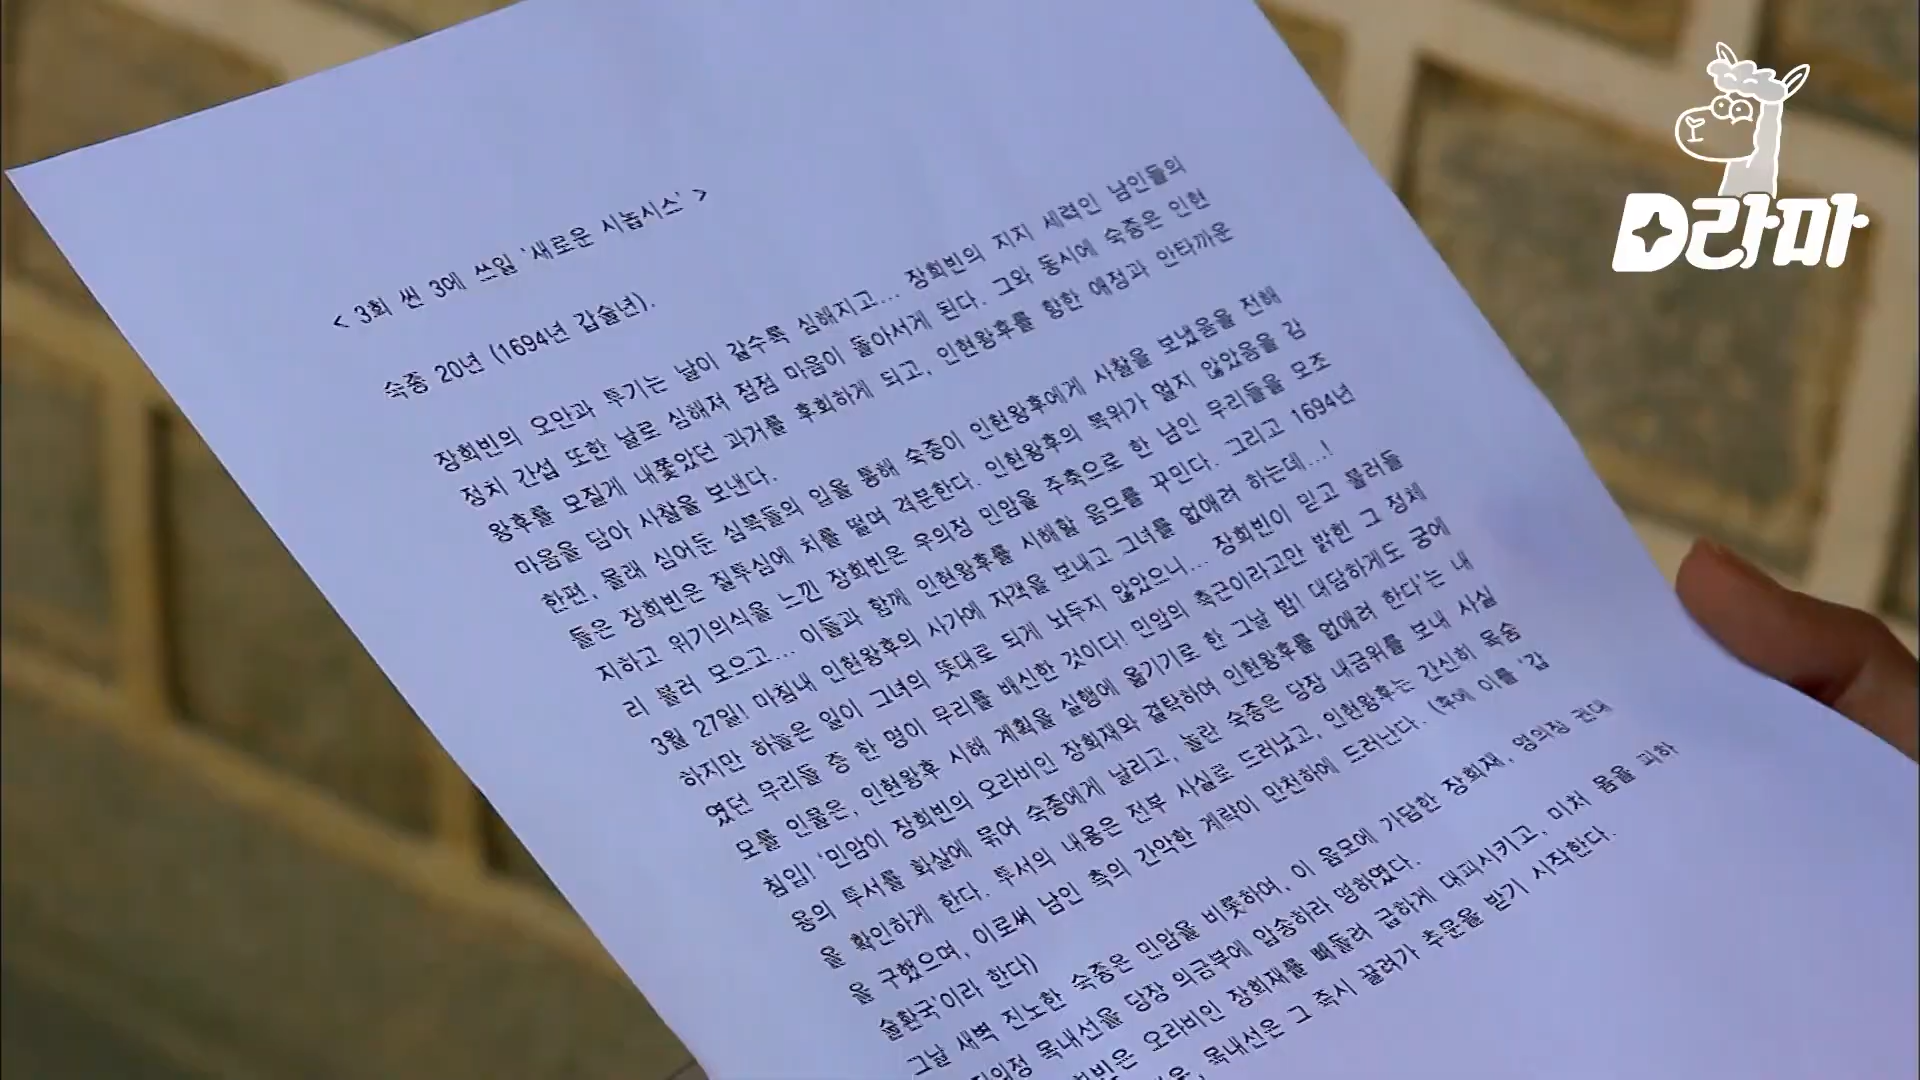 D라마
< 3회 씬 3에 쓰일 '새로운 시놉시스' >
숙종 20년 (1694년 갑술년).
장희빈의 오만과 투기는 날이 갈수록 심해지고... 장희빈의 지지 세력인 남인들의
정치 간섭 또한 날로 심해져 점점 마음이 돌아서게 된다. 그와 동시에 숙종은 인현
왕후를 모질게 내쫓았던 과거를 후회하게 되고, 인현왕후를 향한 애정과 안타까운
마음을 담아 사찰을 보낸다.
한편, 몰래 심어둔 심복들의 입을 통해 숙종이 인현왕후에게 사찰을 보냈음을 전해
들은 장희빈은 질투심에 치를 떨며 격분한다. 인현왕후의 복위가 멀지 않았음을 감
지하고 위기의식을 느낀 장희빈은 우의정 민암을 주축으로 한 남인 무리들을 모조
리 불러 모으고... 이들과 함께 인현왕후를 시해할 음모를 꾸민다. 그리고 1694년
3월 27일! 마침내 인현왕후의 사가에 자객을 보내고 그녀를 없애려 하는데...!
하지만 하늘은 일이 그녀의 뜻대로 되게 놔두지 않았으니... 장희빈이 믿고 불러들
였던 무리들 중 한 명이 무리를 배신한 것이다! 민암의 측근이라고만 밝힌 그 정체
모를 인물은, 인현왕후 시해 계획을 실행에 옮기기로 한 그날 밤! 대담하게도 궁에
침입! '민암이 장희빈의 오라비인 장희재와 결탁하여 인현왕후를 없애려 한다'는 내
용의 투서를 화살에 묶어 숙종에게 날리고, 놀란 숙종은 당장 내금위를 보내 사실
을 확인하게 한다. 투서의 내용은 전부 사실로 드러났고, 인현왕후는 간신히 목숨
을 구했으며, 이로써 남인 측의 간악한 계략이 만천하에 드러난다. (후에 이를 '갑
술환국'이라 한다)
그날 새벽 진노한 숙종은 민암을 비롯하여, 이 음모에 가담한 장희재, 영의정 권대
목내선을 당장 의금부에 압송하라 명하였다.
오라비인 장희재를 빼돌려 급하게 대피시키고, 미처 몸을 피하
목내선은 그 즉시 끌려가 추문을 받기 시작한다.